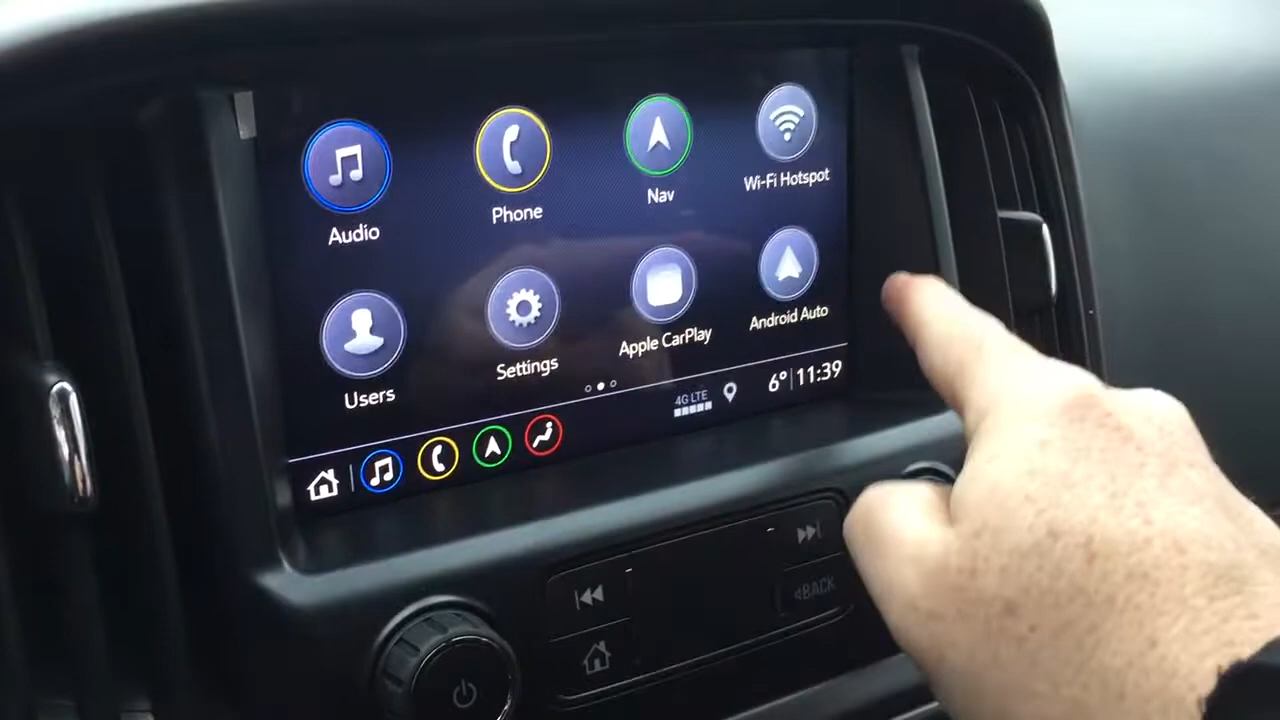 Audio
Phone
Nav
Wi-Fi Hotspot
Users
Settings
Apple CarPlay
Android Auto
4G LTE
6° 11:39
BACK